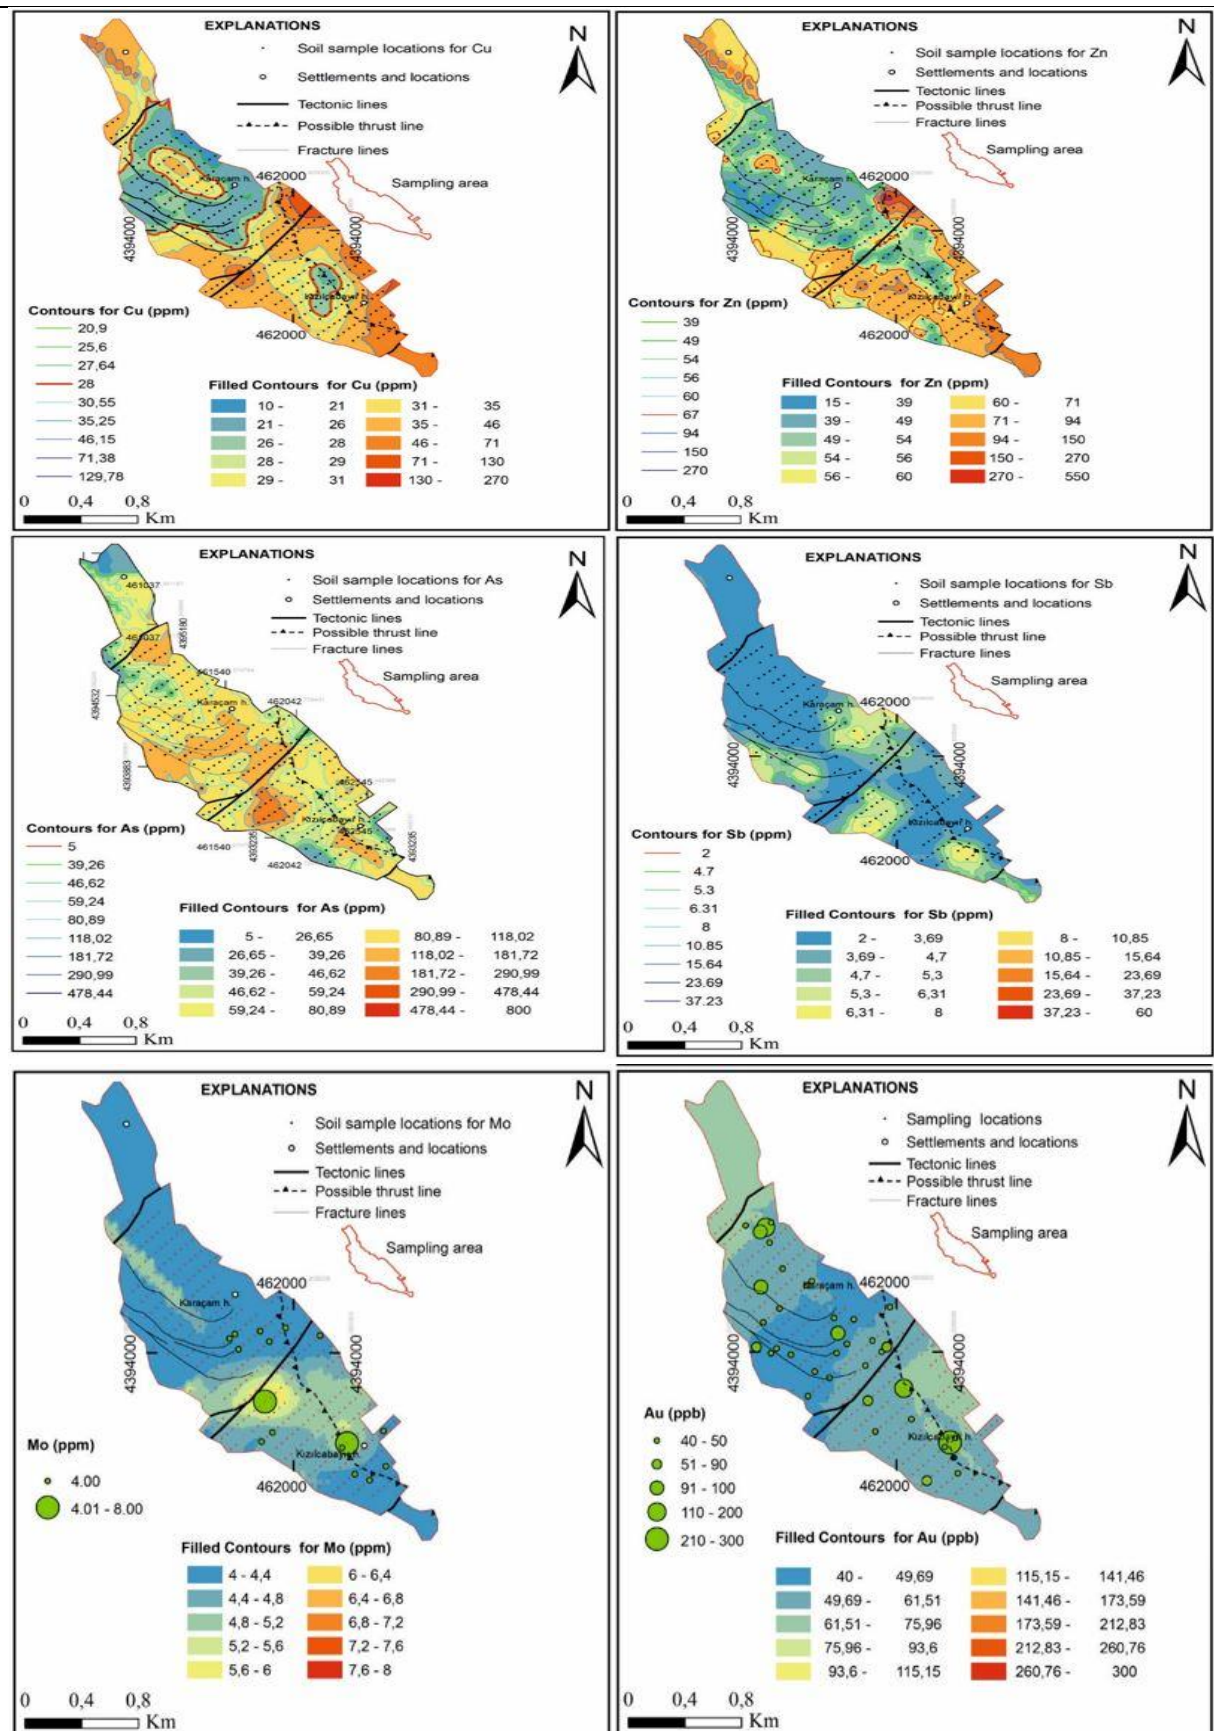 EXPLANATIONS
N
Soil sample locations for Cu
Settlements and locations
Tectonic lines
Possible thrust line
Fracture lines
Karaçam h.
462000
Sampling area
4394000
4394000
Contours for Cu (ppm)
462000
20,9
25,6
27,64
28
30,55
35,25
46,15
71,38
129,78
Filled Contours for Cu (ppm)
10 - 21
21 - 26
26 - 28
28 - 29
29 - 31
31 - 35
35 - 46
46 - 71
71 - 130
130 - 270
0 0,4 0,8
Km
EXPLANATIONS
N
Soil sample locations for Zn
Settlements and locations
Tectonic lines
Possible thrust line
Fracture lines
Karaçam h.
462000
Sampling area
4394000
4394000
Contours for Zn (ppm)
462000
39
49
54
56
60
67
94
150
270
Filled Contours for Zn (ppm)
15 - 39
39 - 49
49 - 54
54 - 56
56 - 60
60 - 71
71 - 94
94 - 150
150 - 270
270 - 550
0 0,4 0,8
Km
EXPLANATIONS
N
Soil sample locations for As
Settlements and locations
Tectonic lines
Possible thrust line
Fracture lines
461037
461037
4395180
461540
Sampling area
4394532
Karaçam h.
462042
4393883
462545
Kızılcabayır h.
462545
Contours for As (ppm)
461540
4393235
462042
4393235
5
39,26
46,62
59,24
80,89
118,02
181,72
290,99
478,44
Filled Contours for As (ppm)
5 - 26,65
26,65 - 39,26
39,26 - 46,62
46,62 - 59,24
59,24 - 80,89
80,89 - 118,02
118,02 - 181,72
181,72 - 290,99
290,99 - 478,44
478,44 - 800
0 0,4 0,8
Km
EXPLANATIONS
N
Soil sample locations for Sb
Settlements and locations
Tectonic lines
Possible thrust line
Fracture lines
Sampling area
462000
Karaçam h.
4394000
4394000
Kızılcabayır h.
Contours for Sb (ppm)
462000
2
4.7
5.3
6.31
8
10.85
15.64
23.69
37.23
Filled Contours for Sb (ppm)
2 - 3,69
3,69 - 4,7
4,7 - 5,3
5,3 - 6,31
6,31 - 8
8 - 10,85
10,85 - 15,64
15,64 - 23,69
23,69 - 37,23
37,23 - 60
0 0,4 0,8
Km
EXPLANATIONS
N
Soil sample locations for Mo
Settlements and locations
Tectonic lines
Possible thrust line
Fracture lines
Sampling area
462000
Karaçam h.
4394000
4394000
Mo (ppm)
4.00
4.01 - 8.00
462000
Filled Contours for Mo (ppm)
4 - 4,4
4,4 - 4,8
4,8 - 5,2
5,2 - 5,6
5,6 - 6
6 - 6,4
6,4 - 6,8
6,8 - 7,2
7,2 - 7,6
7,6 - 8
0 0,4 0,8
Km
EXPLANATIONS
N
Sampling locations
Settlements and locations
Tectonic lines
Possible thrust line
Fracture lines
Sampling area
462000
Karaçam h.
4394000
4394000
Au (ppb)
40 - 50
51 - 90
91 - 100
110 - 200
210 - 300
462000
Filled Contours for Au (ppb)
40 - 49,69
49,69 - 61,51
61,51 - 75,96
75,96 - 93,6
93,6 - 115,15
115,15 - 141,46
141,46 - 173,59
173,59 - 212,83
212,83 - 260,76
260,76 - 300
0 0,4 0,8
Km